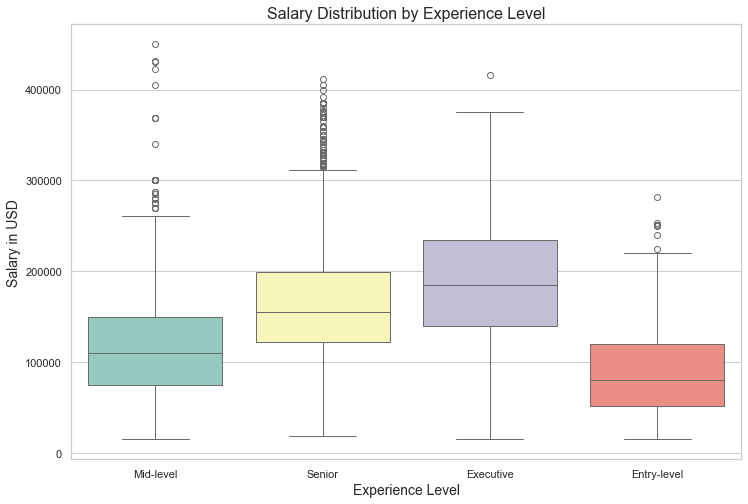 Salary Distribution by Experience Level
Salary in USD
400000
300000
200000
100000
0
Mid-level
Senior
Executive
Entry-level
Experience Level